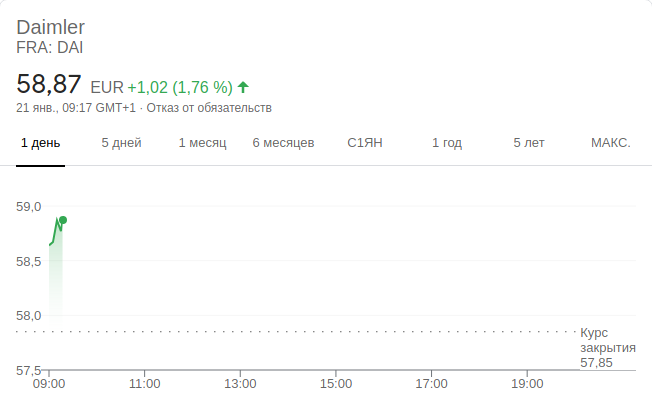 Daimler
FRA: DAI
58,87 EUR +1,02 (1,76 %)
21 янв., 09:17 GMT+1 · Отказ от обязательств
1 день 5 дней 1 месяц 6 месяцев С1ЯН 1 год 5 лет МАКС.
59,0
58,5
58,0
Курс
закрытия
57,85
57,5
09:00 11:00 13:00 15:00 17:00 19:00